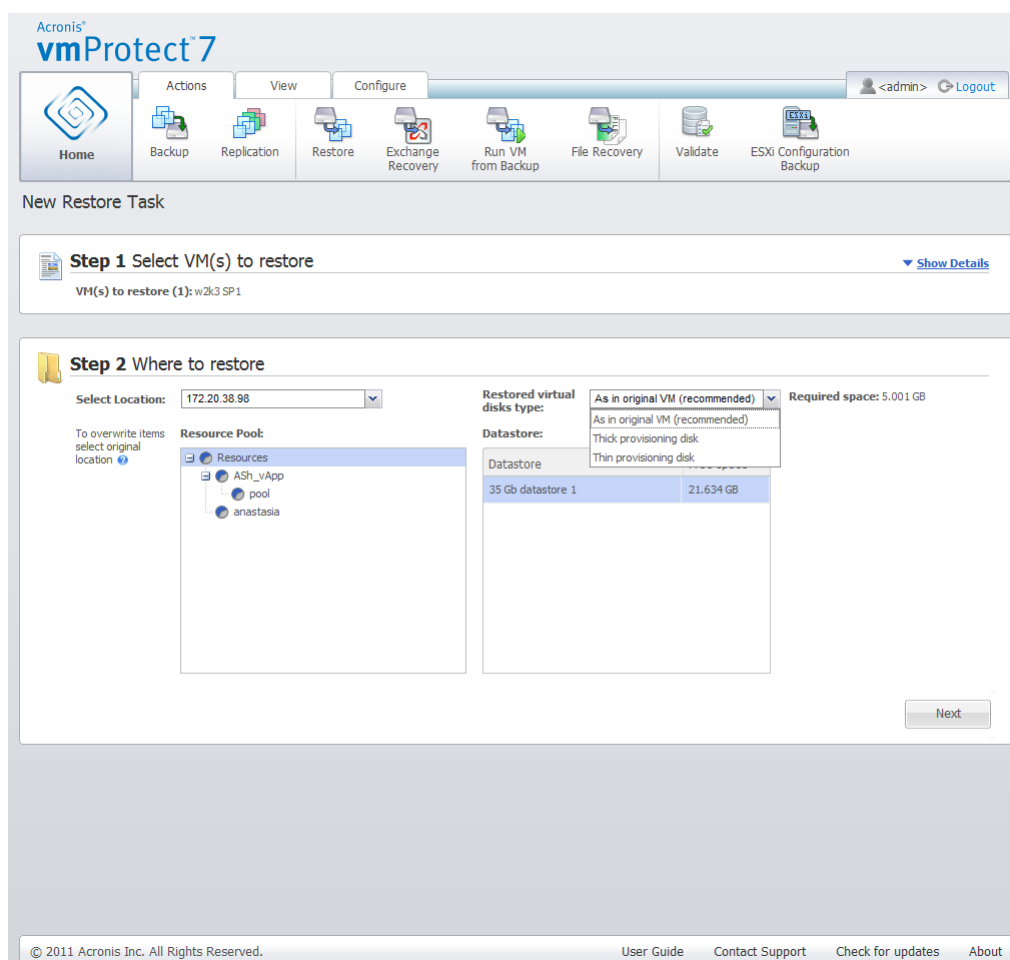 Acronis®
vmProtect™ 7
Actions View Configure
<admin> Logout
Home
Backup
Replication
Restore
Exchange
Recovery
Run VM
from Backup
File Recovery
Validate
ESXi
ESXi Configuration
Backup
New Restore Task
Step 1 Select VM(s) to restore
Show Details
VM(s) to restore (1): w2k3 SP1
Step 2 Where to restore
Select Location: 172.20.38.98
Restored virtual
disks type:
As in original VM (recommended)
Required space: 5.001 GB
As in original VM (recommended)
Thick provisioning disk
Thin provisioning disk
To overwrite items
select original
location
Resource Pool:
Resources
ASh_vApp
pool
anastasia
Datastore:
Datastore
35 Gb datastore 1 21.634 GB
Next
© 2011 Acronis Inc. All Rights Reserved.
User Guide Contact Support Check for updates About